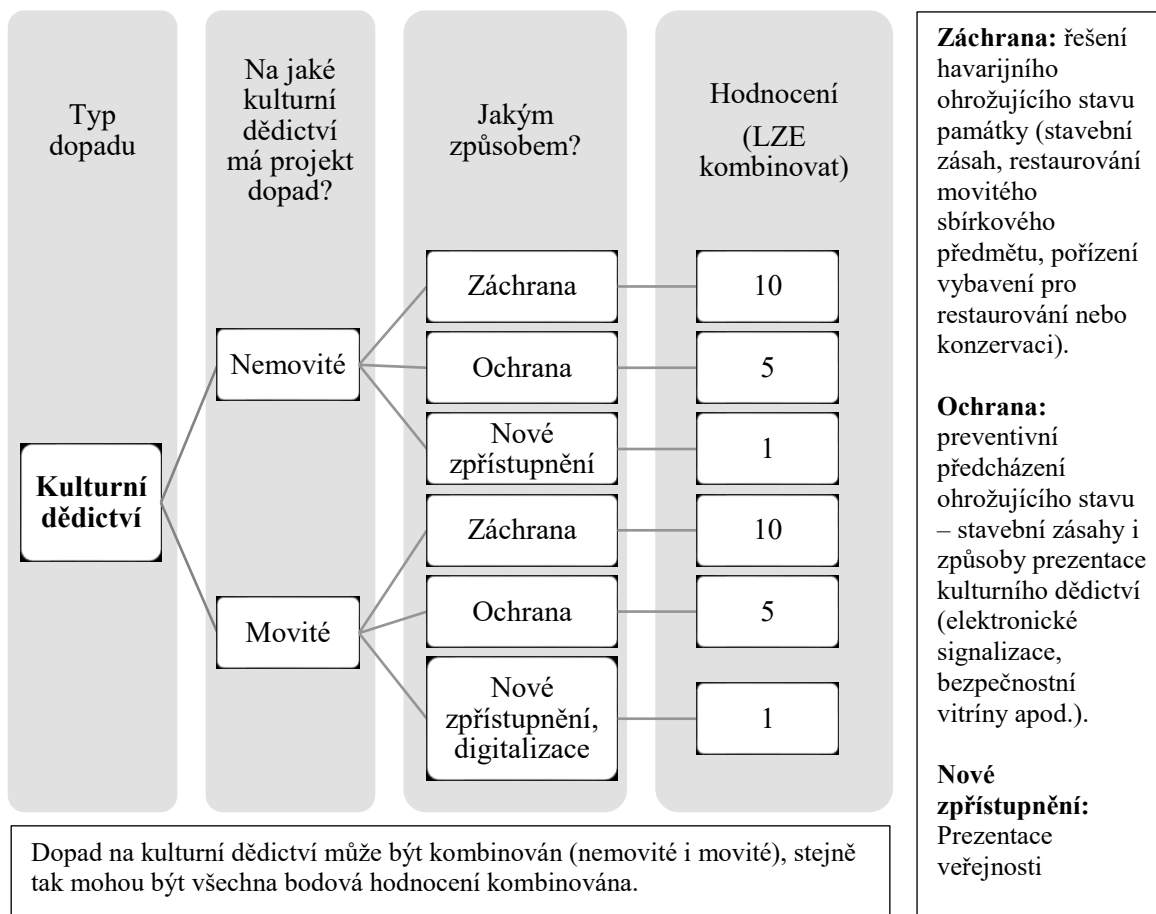 Typ
dopadu
Na jaké
kulturní
dědictví
má projekt
dopad?
Jakým
způsobem?
Hodnocení
(LZE
kombinovat)
Kulturní
dědictví
Nemovité
Záchrana
10
Ochrana
5
Nové
zpřístupnění
1
Movité
Záchrana
10
Ochrana
5
Nové
zpřístupnění,
digitalizace
1
Dopad na kulturní dědictví může být kombinován (nemovité i movité), stejně
tak mohou být všechna bodová hodnocení kombinována.
Záchrana: řešení
havarijního
ohrožujícího stavu
památky (stavební
zásah, restaurování
movitého
sbírkového
předmětu, pořízení
vybavení pro
restaurování nebo
konzervaci).
Ochrana:
preventivní
předcházení
ohrožujícího stavu
– stavební zásahy i
způsoby prezentace
kulturního dědictví
(elektronické
signalizace,
bezpečnostní
vitríny apod.).
Nové
zpřístupnění:
Prezentace
veřejnosti